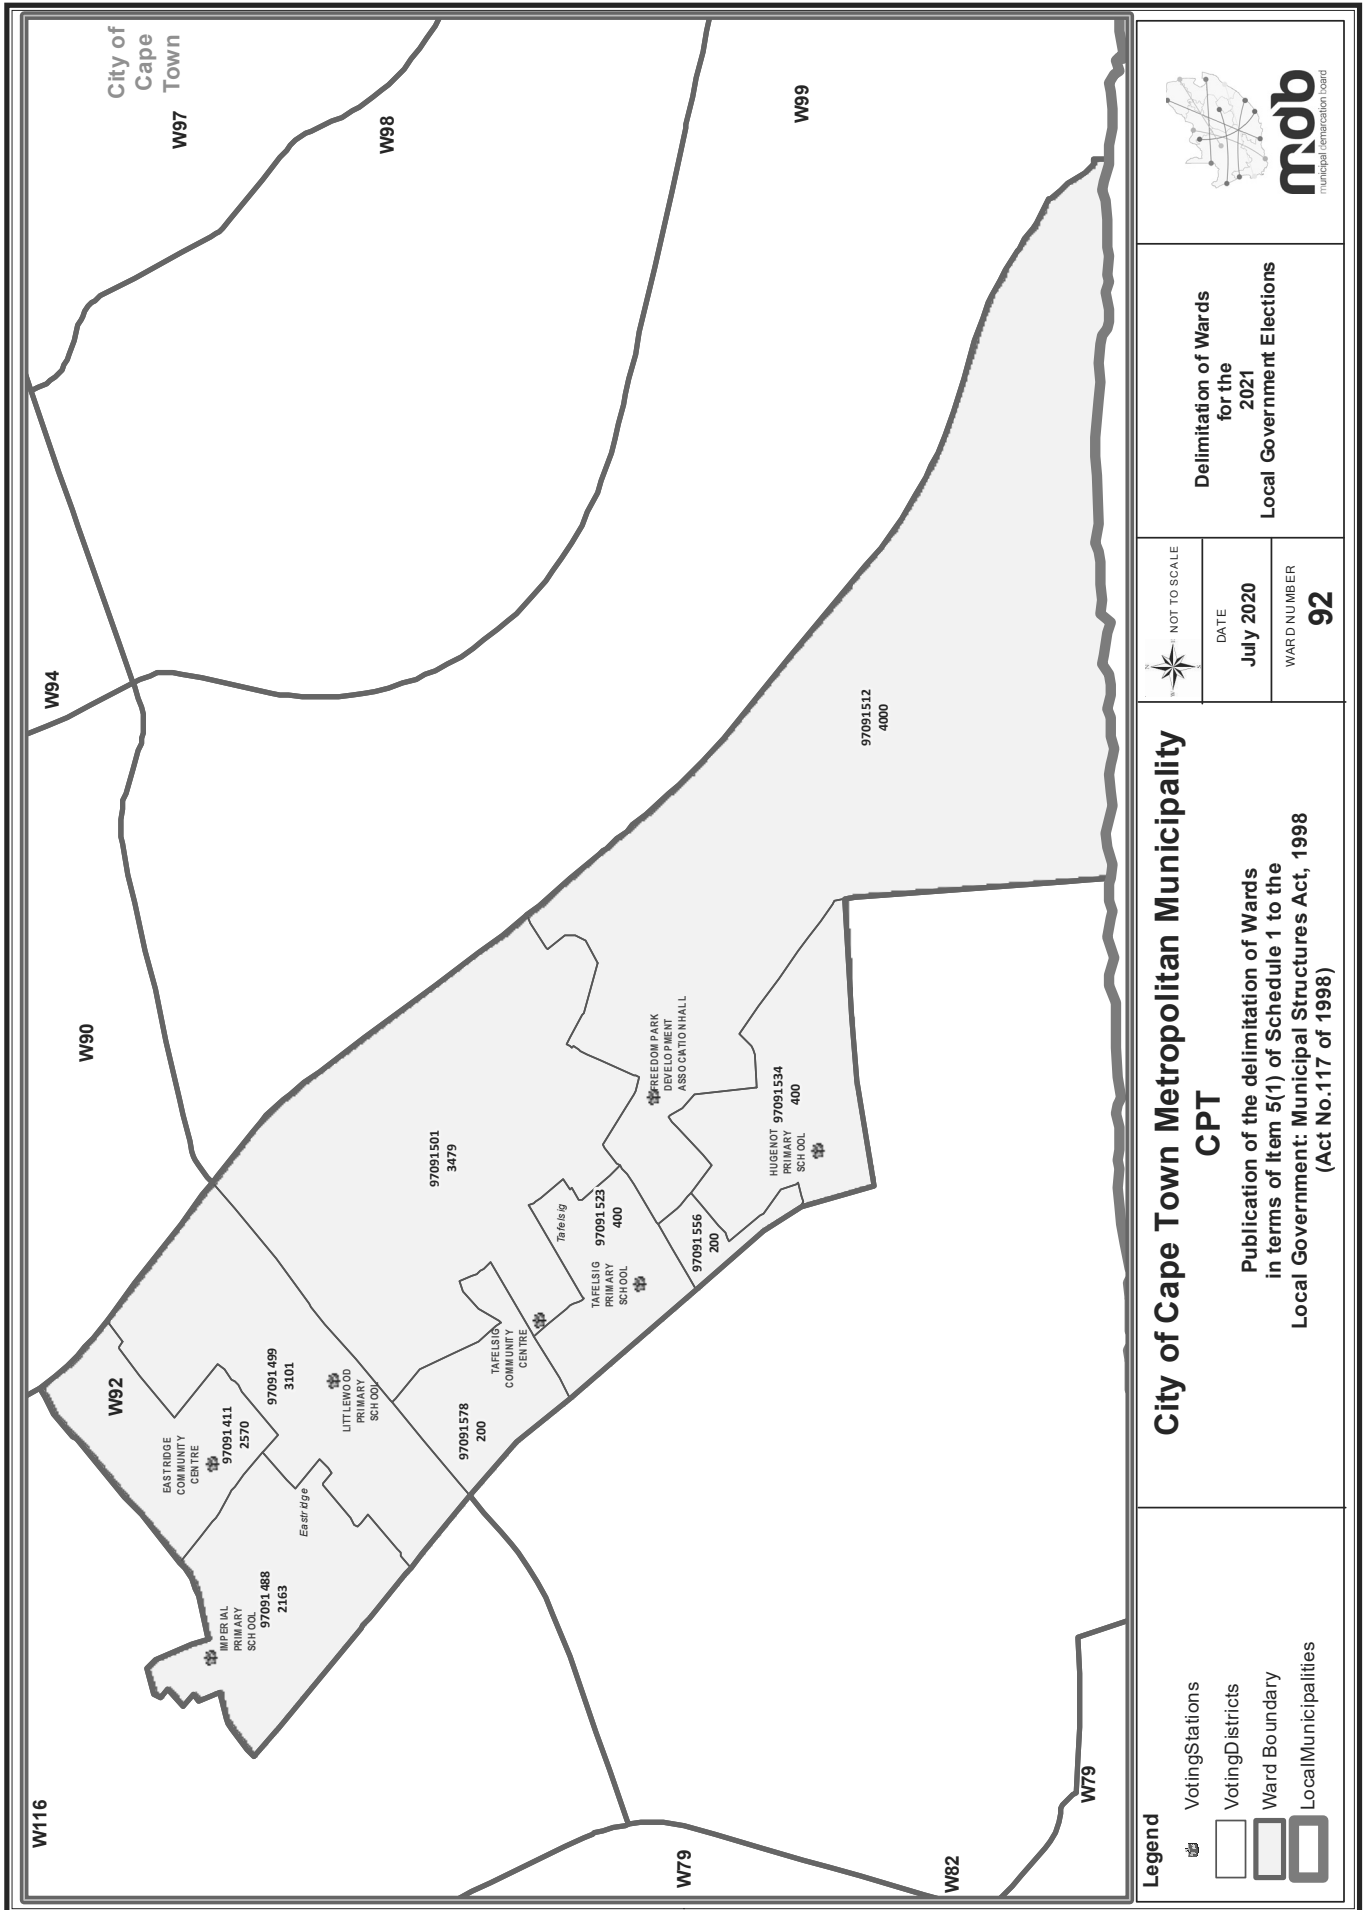 City of
Cape
Town
W97
W98
W99
W94
W90
W116
W92
W79
W82
W79
EASTRIDGE
COMMUNITY
CENTRE
97091411
2570
97091499
3101
LITTLEWOOD
PRIMARY
SCHOOL
Eastridge
IMPERIAL
PRIMARY
SCHOOL
97091488
2163
97091501
3479
97091578
200
TAFELSIG
COMMUNITY
CENTRE
Tafelsig
97091523
400
TAFELSIG
PRIMARY
SCHOOL
97091556
200
FREEDOM PARK
DEVELOPMENT
ASSOCIATION HALL
97091534
400
HUGENOT
PRIMARY
SCHOOL
97091512
4000
Legend
VotingStations
VotingDistricts
Ward Boundary
LocalMunicipalities
City of Cape Town Metropolitan Municipality
CPT
Publication of the delimitation of Wards
in terms of Item 5(1) of Schedule 1 to the
Local Government: Municipal Structures Act, 1998
(Act No.117 of 1998)
N
E
S
W
NOT TO SCALE
DATE
July 2020
WARD NUMBER
92
Delimitation of Wards
for the
2021
Local Government Elections
mdb
municipal demarcation board